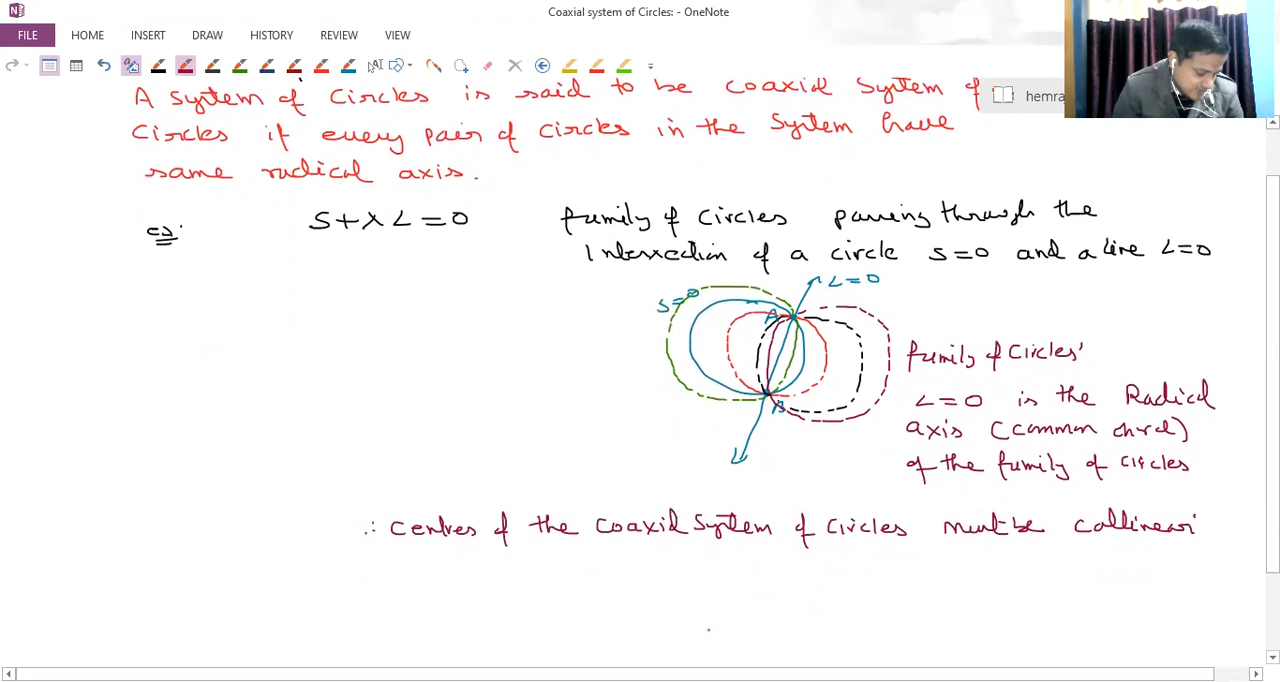 Coaxial system of Circles: - OneNote
FILE HOME INSERT DRAW HISTORY REVIEW VIEW
A system of circles is said to be coaxial system of
circles if every pair of circles in the system have
same radical axis.
hemra
ex:
S+λL=0
family of circles passing through the
intersection of a circle S=0 and a line L=0
L=0
S=0
A
B
family of circles'
L=0 is the Radical
axis (common chord)
of the family of circles
∴ centres of the coaxial system of circles must be collinear